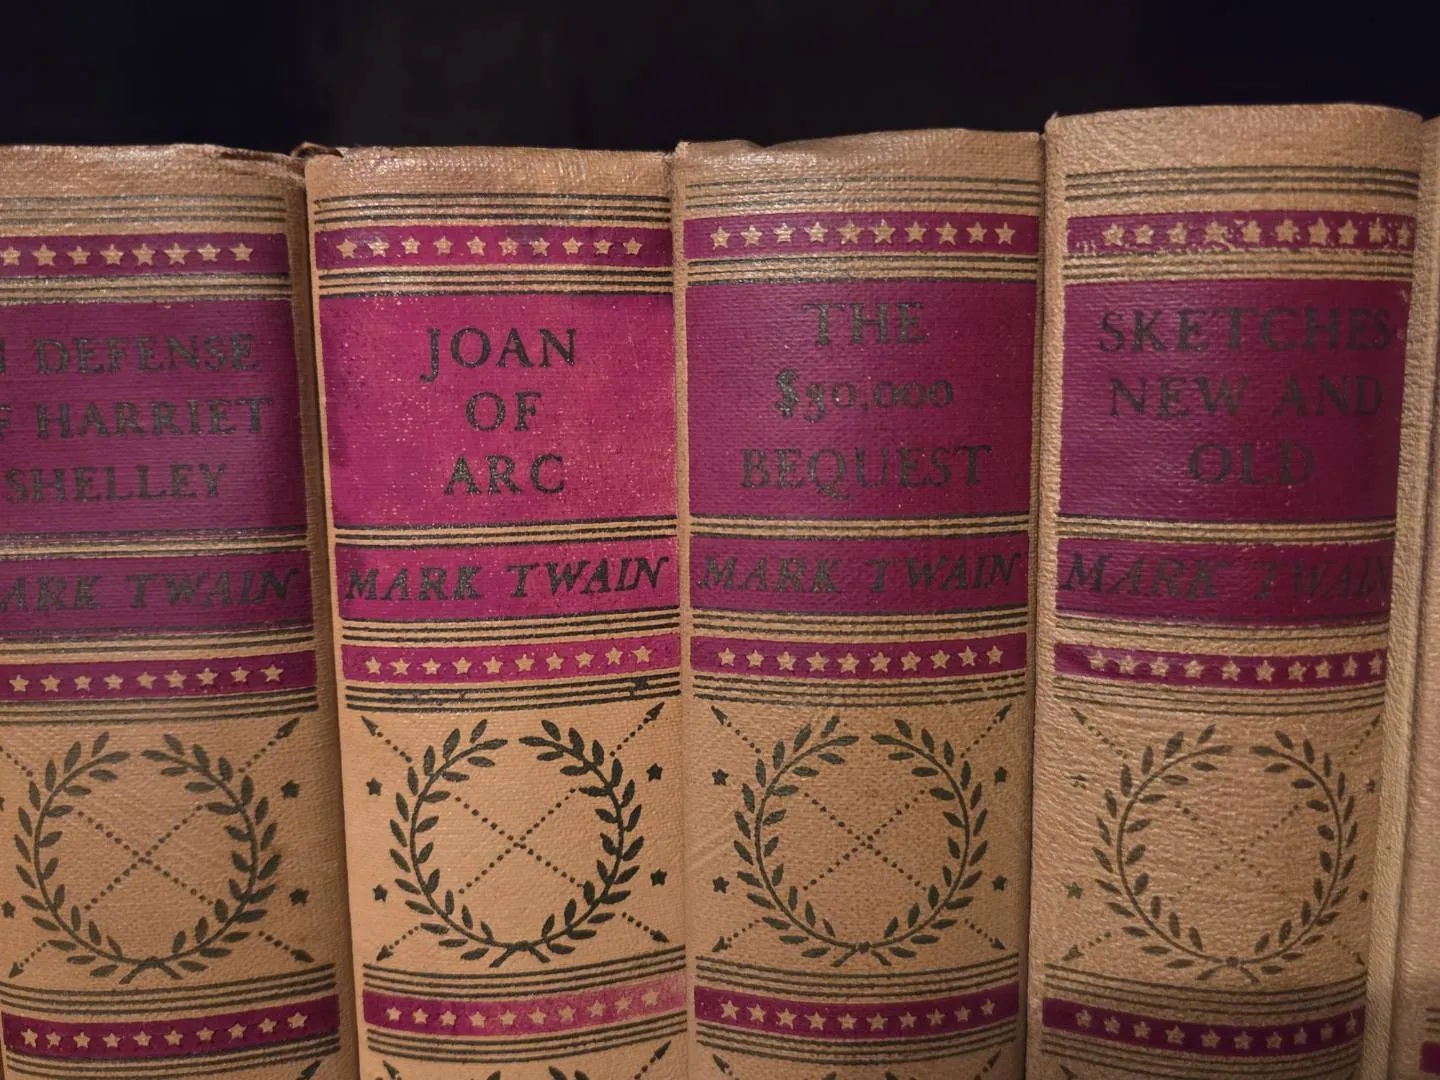 DEFENSE
HARRIET
SHELLEY
MARK TWAIN
JOAN
OF
ARC
MARK TWAIN
THE
$30,000
BEQUEST
MARK TWAIN
SKETCHES
NEW AND
OLD
MARK TWAIN